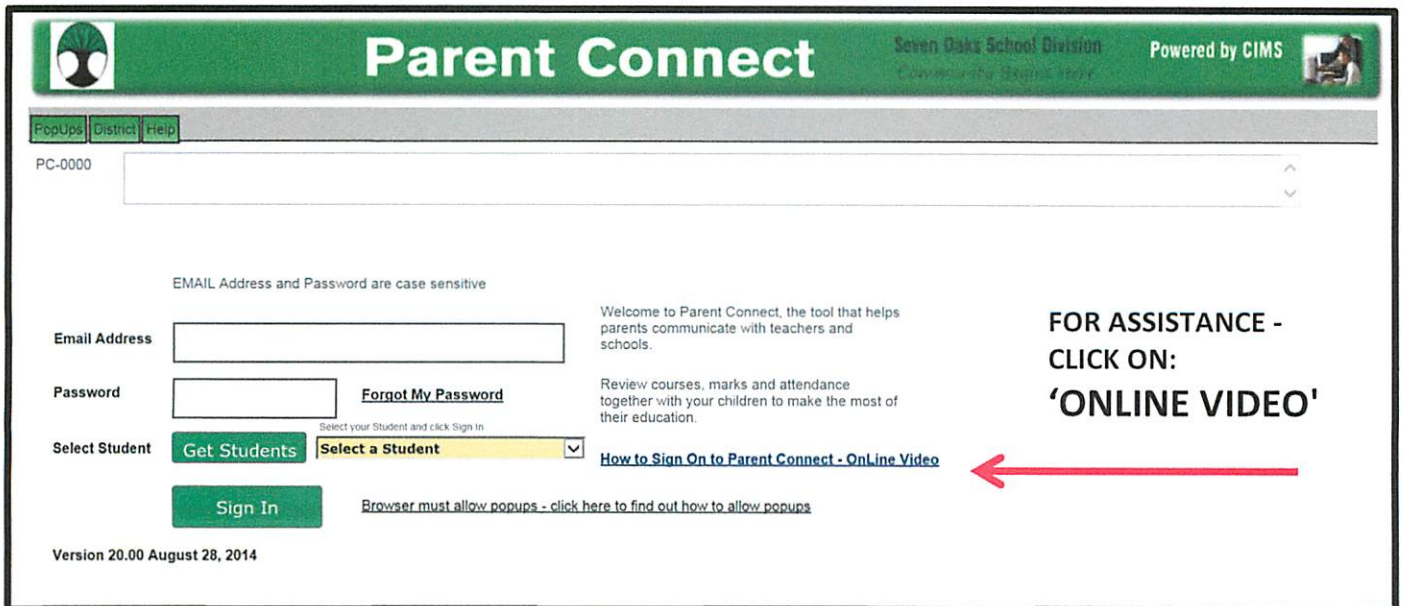 Parent Connect
Seven Oaks School Division
Community Begins Here
Powered by CIMS
PopUps District Help
PC-0000
EMAIL Address and Password are case sensitive
Email Address
Password
Forgot My Password
Select your Student and click Sign In
Select Student
Get Students
Select a Student
Sign In
Browser must allow popups - click here to find out how to allow popups
Version 20.00 August 28, 2014
Welcome to Parent Connect, the tool that helps
parents communicate with teachers and
schools.
Review courses, marks and attendance
together with your children to make the most of
their education.
How to Sign On to Parent Connect - OnLine Video
FOR ASSISTANCE -
CLICK ON:
‘ONLINE VIDEO'